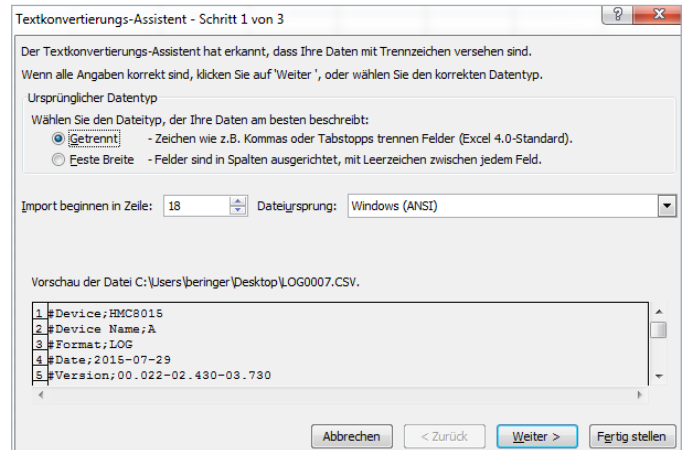 Textkonvertierungs-Assistent - Schritt 1 von 3
Der Textkonvertierungs-Assistent hat erkannt, dass Ihre Daten mit Trennzeichen versehen sind.
Wenn alle Angaben korrekt sind, klicken Sie auf 'Weiter ', oder wählen Sie den korrekten Datentyp.
Ursprünglicher Datentyp
Wählen Sie den Dateityp, der Ihre Daten am besten beschreibt:
Getrennt - Zeichen wie z.B. Kommas oder Tabstopps trennen Felder (Excel 4.0-Standard).
Feste Breite - Felder sind in Spalten ausgerichtet, mit Leerzeichen zwischen jedem Feld.
Import beginnen in Zeile: 18 Dateiursprung: Windows (ANSI)
Vorschau der Datei C:\Users\beringer\Desktop\LOG0007.CSV.
1 #Device;HMC8015
2 #Device Name;A
3 #Format;LOG
4 #Date;2015-07-29
5 #Version;00.022-02.430-03.730
Abbrechen < Zurück Weiter > Fertig stellen